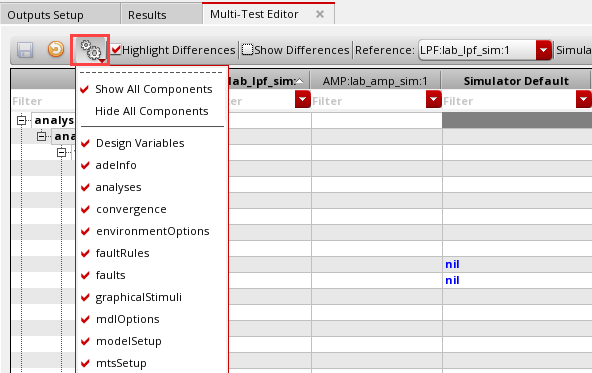 Outputs Setup Results Multi-Test Editor
Highlight Differences Show Differences Reference: LPF:lab_lpf_sim:1 Simula
lab_lpf_sim: AMP:lab_amp_sim:1 Simulator Default
Filter Filter Filter
Show All Components
Hide All Components
analys
ana
Design Variables
adeInfo
analyses
convergence
environmentOptions
faultRules
nil
faults
nil
graphicalStimuli
mdlOptions
modelSetup
mtsSetup